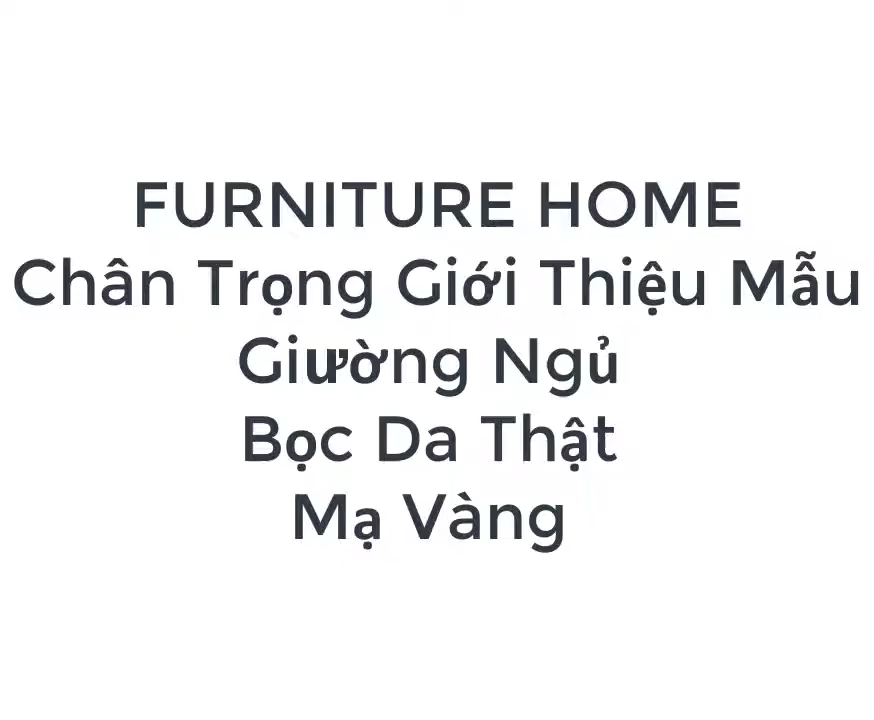 FURNITURE HOME
Chân Trọng Giới Thiệu Mẫu
Giường Ngủ
Bọc Da Thật
Mạ Vàng